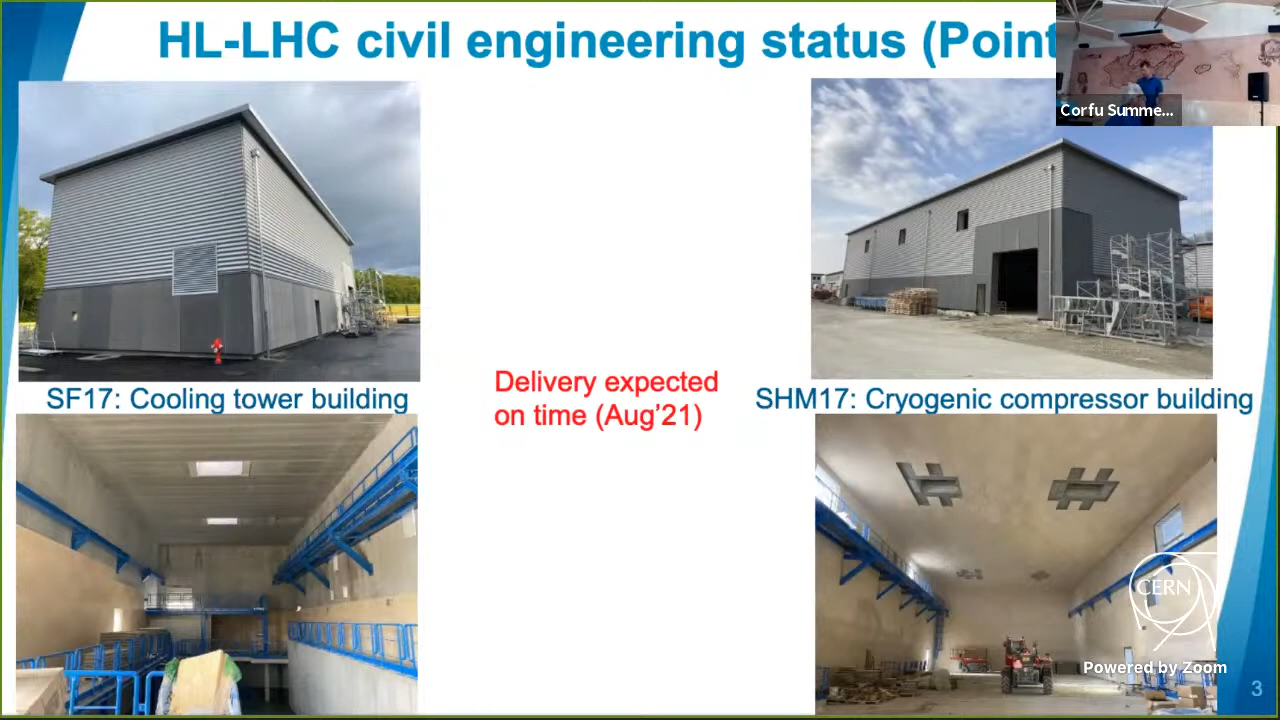 HL-LHC civil engineering status (Point
Corfu Summe...
SF17: Cooling tower building
Delivery expected
on time (Aug'21)
SHM17: Cryogenic compressor building
CERN
Powered by Zoom
3